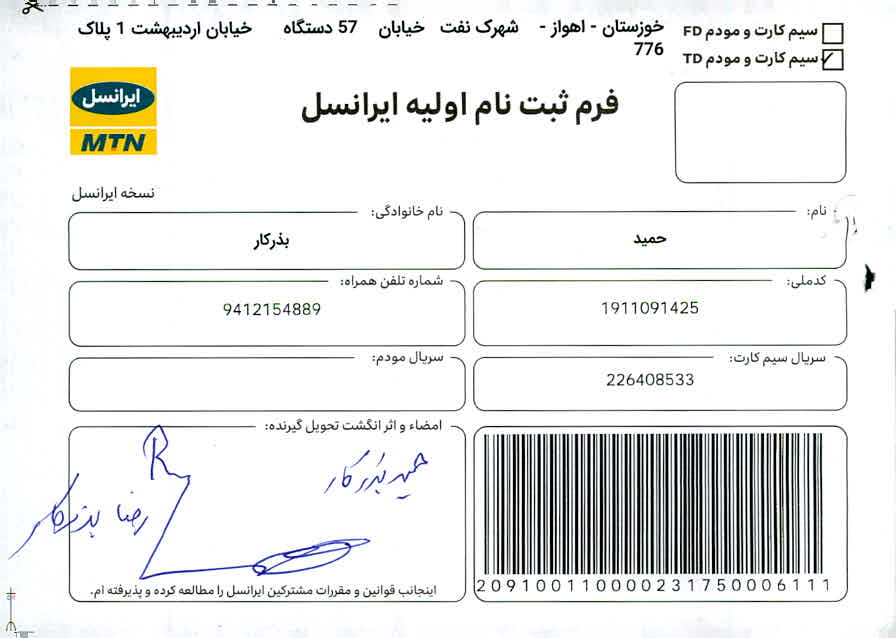 سیم کارت و مودم FD
سیم کارت و مودم TD
خوزستان - اهواز - شهرک نفت خیابان 57 دستگاه خیابان اردیبهشت 1 پلاک
776
ایرانسل
MTN
فرم ثبت نام اولیه ایرانسل
نسخه ایرانسل
نام:
حمید
نام خانوادگی:
بذرکار
کدملی:
1911091425
شماره تلفن همراه:
9412154889
سریال سیم کارت:
226408533
سریال مودم:
امضاء و اثر انگشت تحویل گیرنده:
حمید بذرکار
رضا بذرکار
اینجانب قوانین و مقررات مشترکین ایرانسل را مطالعه کرده و پذیرفته ام.
209100110000231750006111